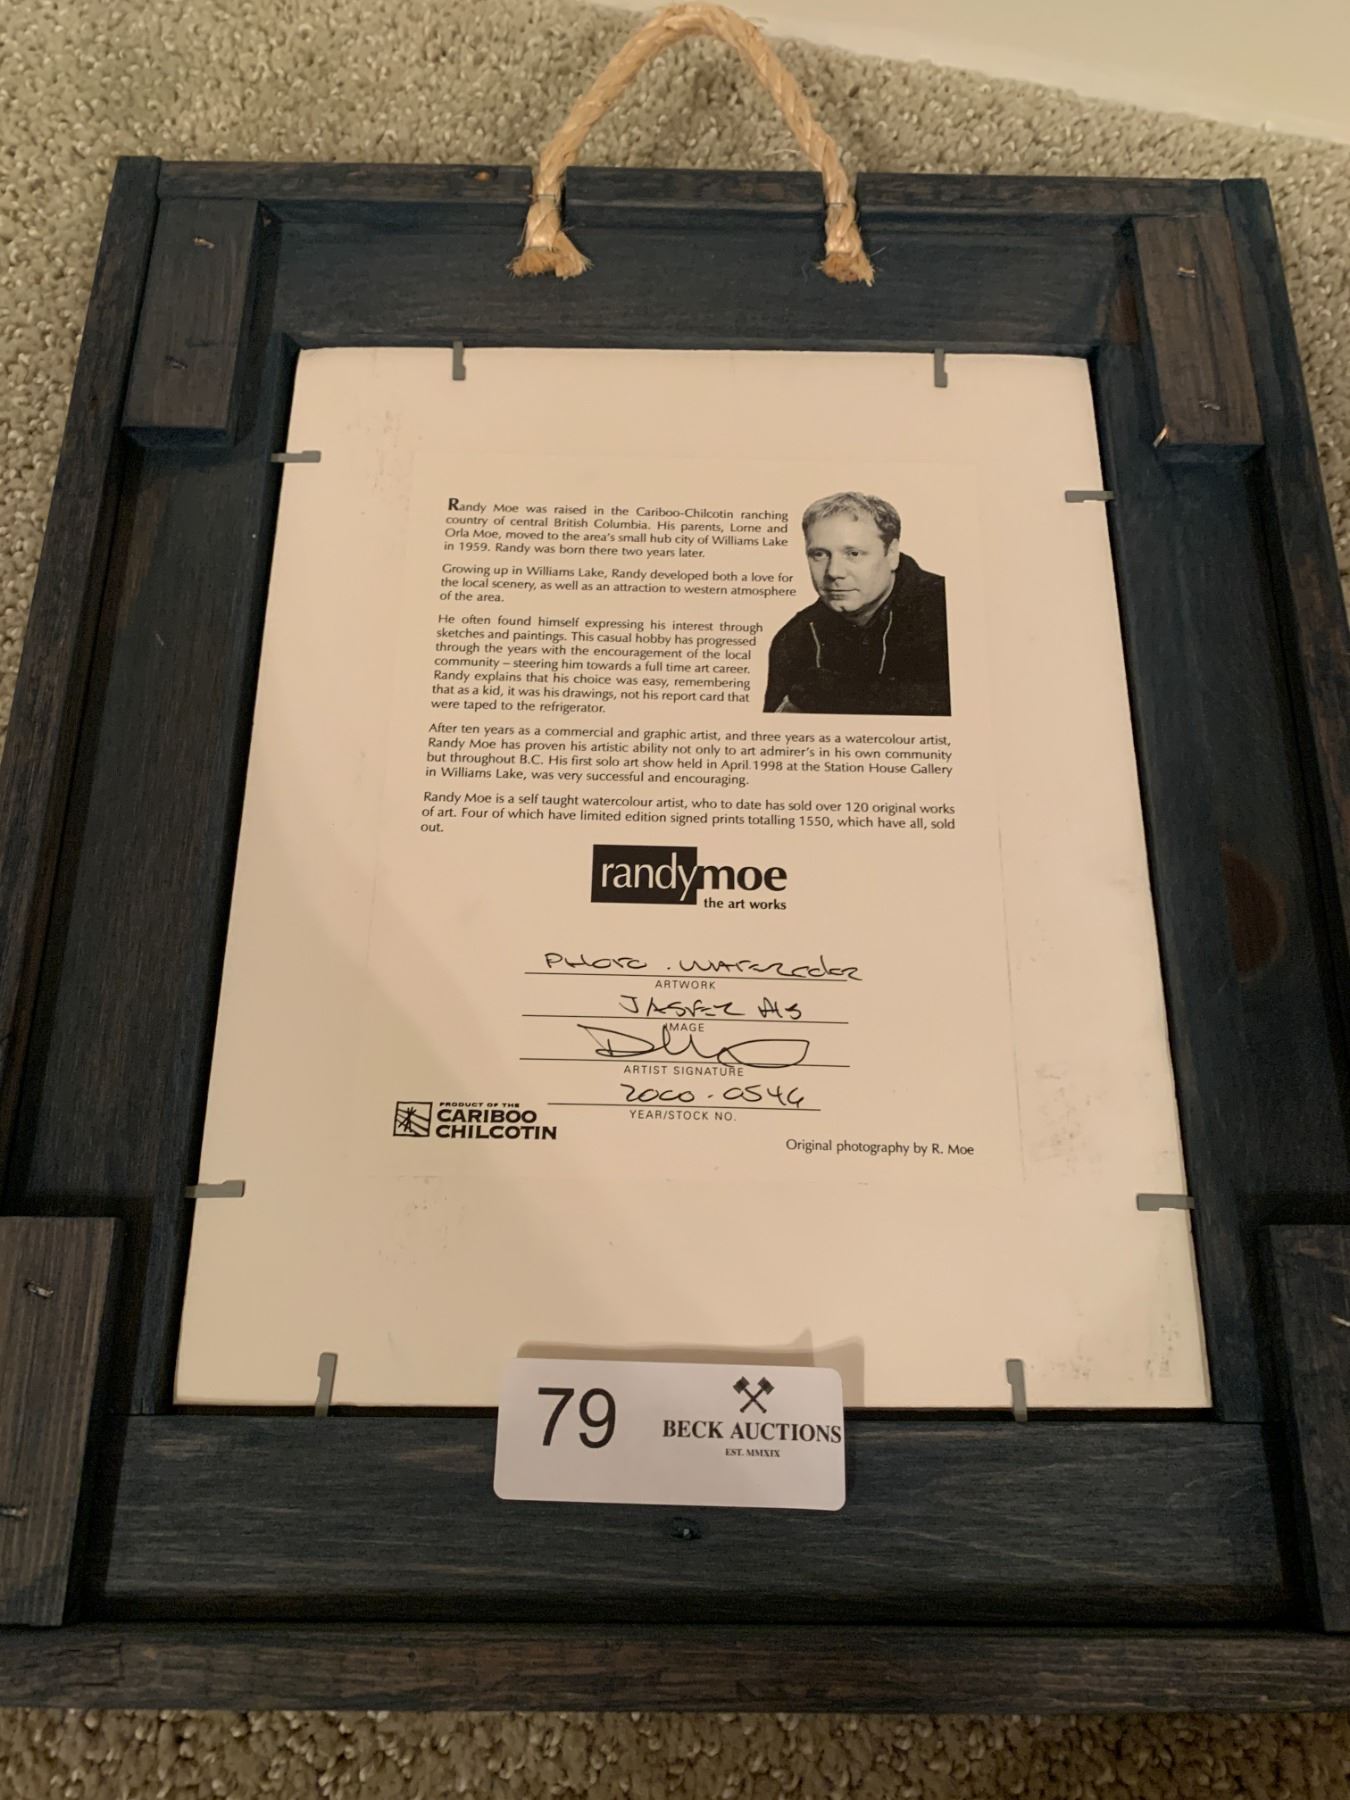 Randy Moe was raised in the Cariboo-Chilcotin ranching
country of central British Columbia. His parents, Lorne and
Orla Moe, moved to the area's small hub city of Williams Lake
in 1959. Randy was born there two years later.
Growing up in Williams Lake, Randy developed both a love for
the local scenery, as well as an attraction to western atmosphere
of the area.
He often found himself expressing his interest through
sketches and paintings. This casual hobby has progressed
through the years with the encouragement of the local
community – steering him towards a full time art career.
Randy explains that his choice was easy, remembering
that as a kid, it was his drawings, not his report card that
were taped to the refrigerator.
After ten years as a commercial and graphic artist, and three years as a watercolour artist,
Randy Moe has proven his artistic ability not only to art admirer's in his own community
but throughout B.C. His first solo art show held in April 1998 at the Station House Gallery
in Williams Lake, was very successful and encouraging.
Randy Moe is a self taught watercolour artist, who to date has sold over 120 original works
of art. Four of which have limited edition signed prints totalling 1550, which have all, sold
out.
randymoe
the art works
PHOTO . WATERCOLOR
ARTWORK
JASPER
IMAGE
ARTIST SIGNATURE
2000 - 0546
YEAR/STOCK NO.
PRODUCT OF THE
CARIBOO
CHILCOTIN
Original photography by R. Moe
79
BECK AUCTIONS
EST. MMXIX